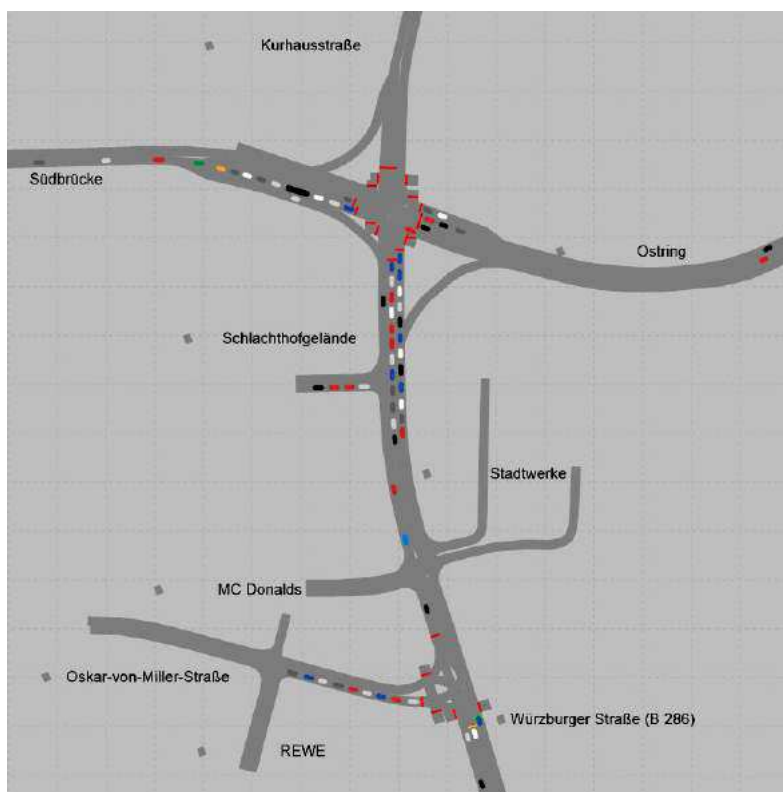 Kurhausstraße
Südbrücke
Ostring
Schlachthofgelände
Stadtwerke
MC Donalds
Oskar-von-Miller-Straße
Würzburger Straße (B 286)
REWE